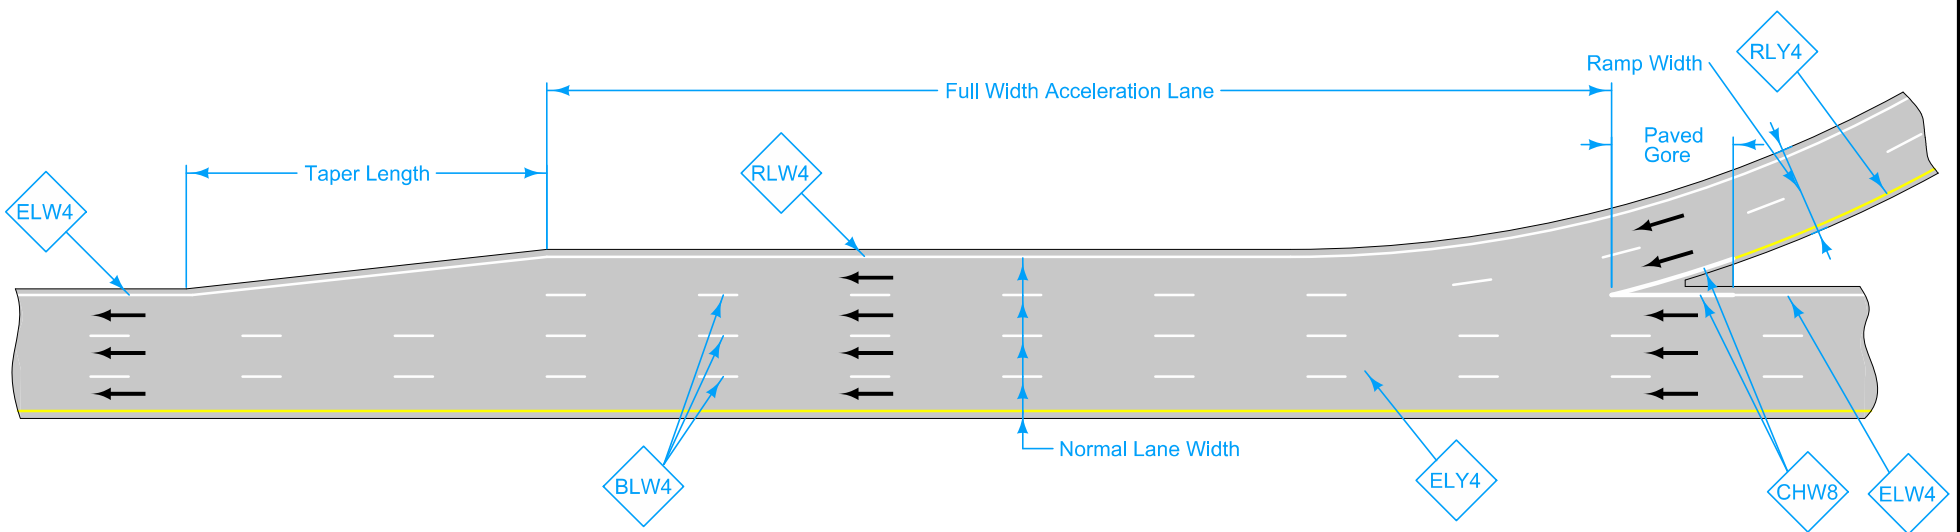 RLY4
Ramp Width
Full Width Acceleration Lane
Paved
Gore
Taper Length
RLW4
ELW4
Normal Lane Width
BLW4
ELY4
CHW8
ELW4